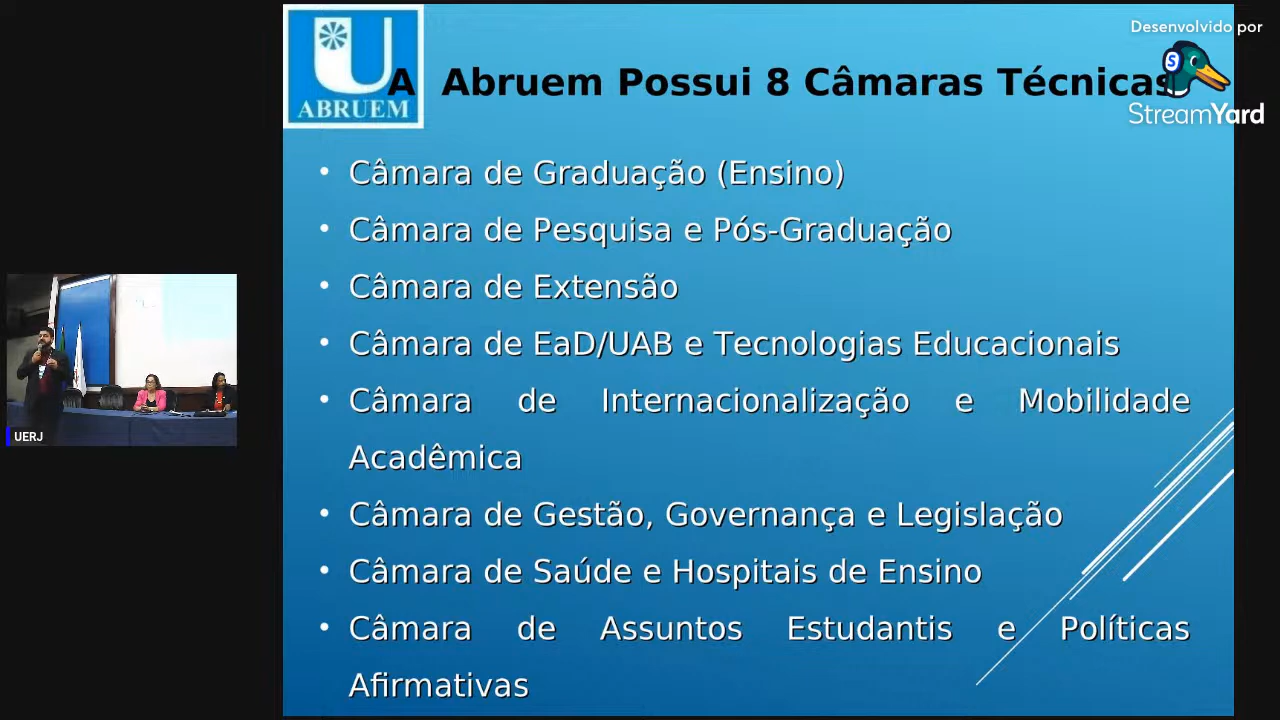 Desenvolvido por
StreamYard
ABRUEM
A Abruem Possui 8 Câmaras Técnicas
• Câmara de Graduação (Ensino)
• Câmara de Pesquisa e Pós-Graduação
• Câmara de Extensão
• Câmara de EaD/UAB e Tecnologias Educacionais
• Câmara de Internacionalização e Mobilidade
Acadêmica
• Câmara de Gestão, Governança e Legislação
• Câmara de Saúde e Hospitais de Ensino
• Câmara de Assuntos Estudantis e Políticas
Afirmativas
UERJ